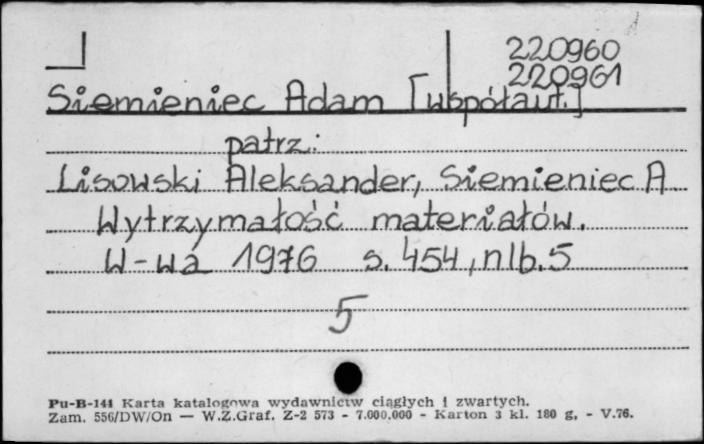 220960
220961
Siemieniec Adam [współaut.]
patrz:
Lisowski Aleksander, Siemieniec A
Wytrzymałość materiałów.
W-wa 1976 s. 454, nlb. 5
5
Pu-B-144 Karta katalogowa wydawnictw ciągłych i zwartych.
Zam. 556/DW/On — W.Z.Graf. Z-2 573 - 7.000.000 - Karton 3 kl. 180 g. - V.76.